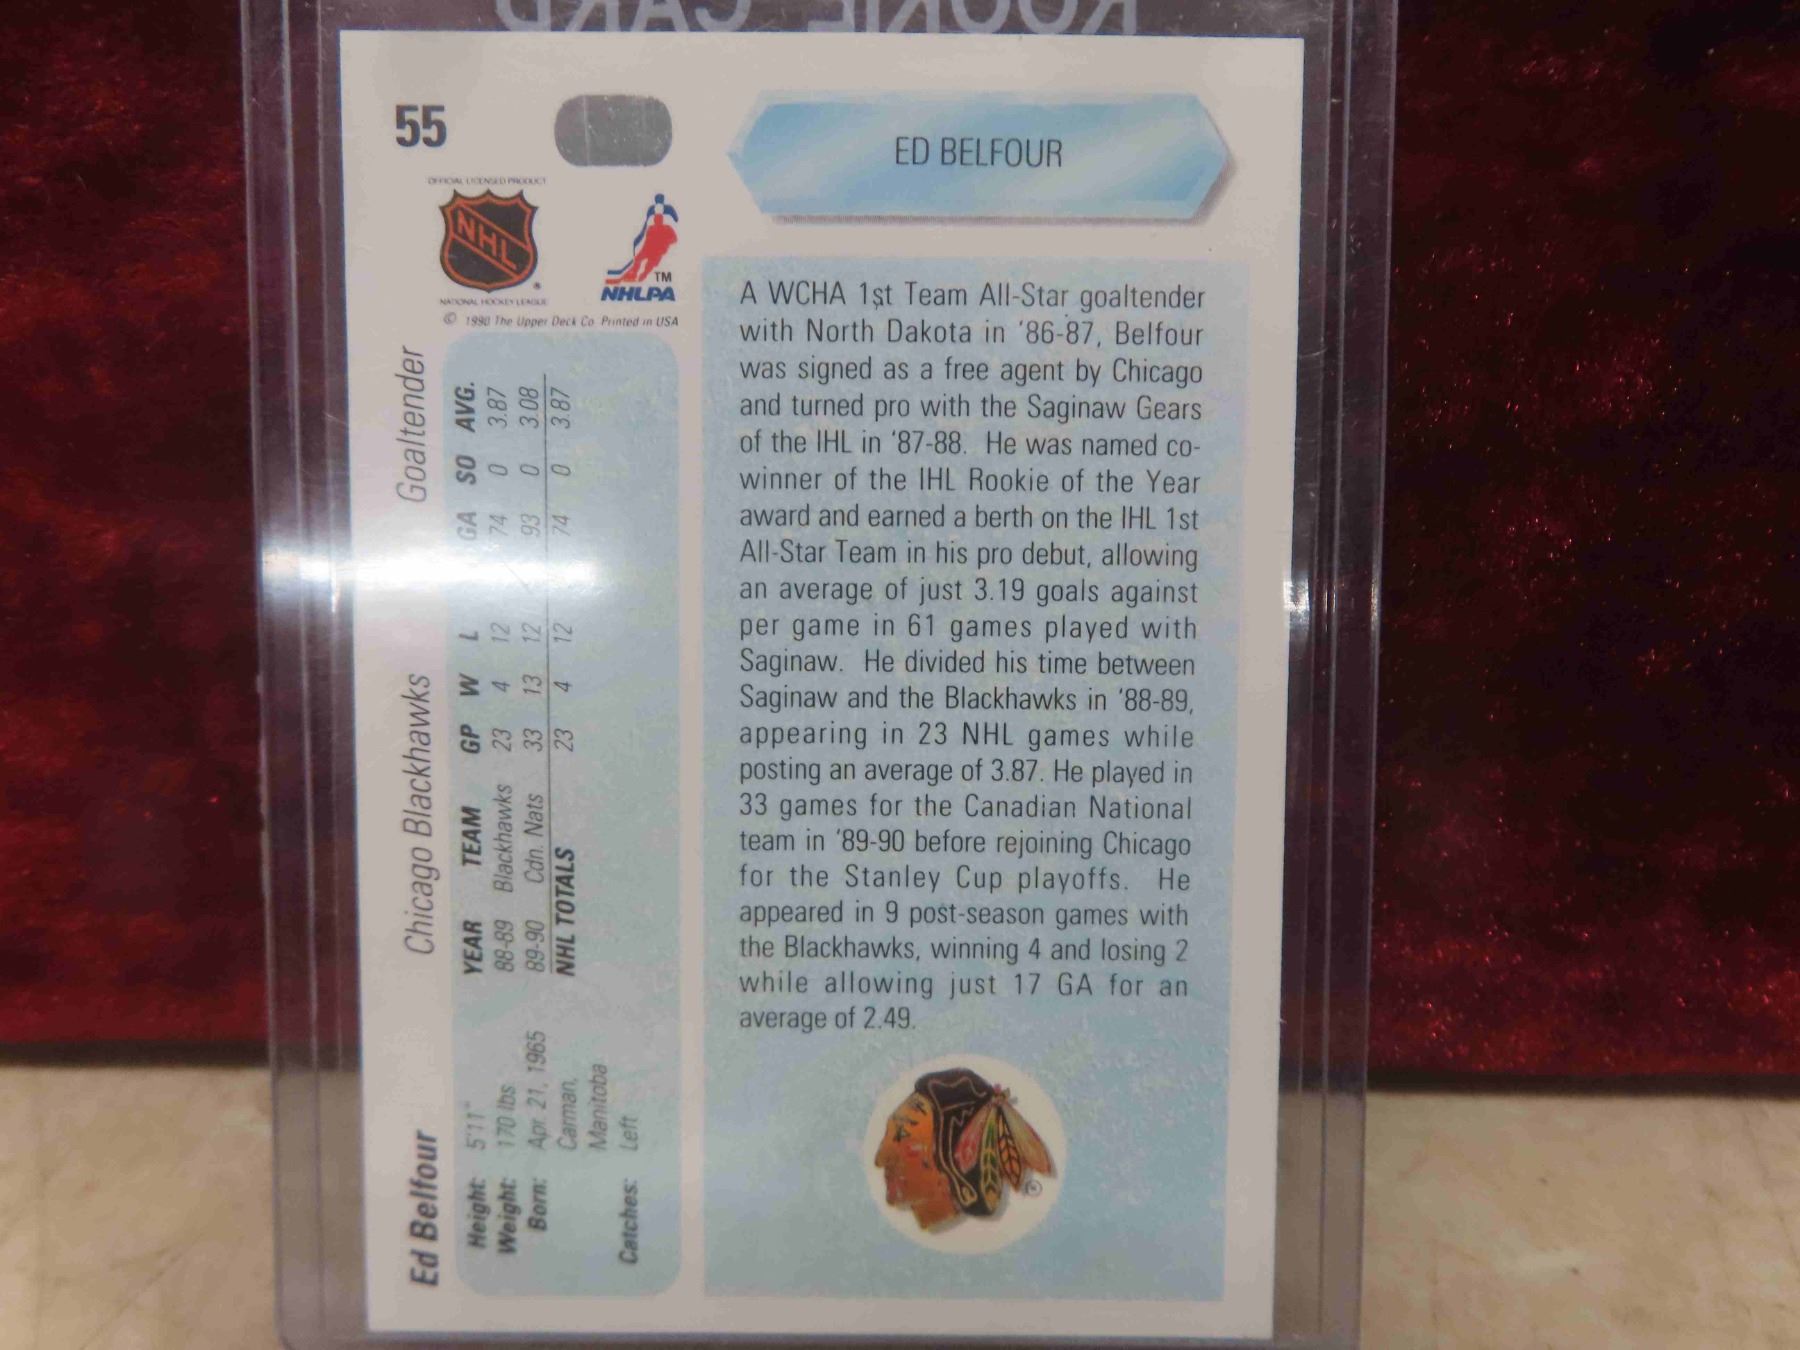 ROOKIE CARD
55
ED BELFOUR
OFFICIAL LICENSED PRODUCT
NHL
NATIONAL HOCKEY LEAGUE
TM
NHLPA
© 1990 The Upper Deck Co. Printed in USA
A WCHA 1st Team All-Star goaltender
with North Dakota in '86-87, Belfour
was signed as a free agent by Chicago
and turned pro with the Saginaw Gears
of the IHL in '87-88. He was named co-
winner of the IHL Rookie of the Year
award and earned a berth on the IHL 1st
All-Star Team in his pro debut, allowing
an average of just 3.19 goals against
per game in 61 games played with
Saginaw. He divided his time between
Saginaw and the Blackhawks in '88-89,
appearing in 23 NHL games while
posting an average of 3.87. He played in
33 games for the Canadian National
team in '89-90 before rejoining Chicago
for the Stanley Cup playoffs. He
appeared in 9 post-season games with
the Blackhawks, winning 4 and losing 2
while allowing just 17 GA for an
average of 2.49.
Ed Belfour Chicago Blackhawks Goaltender
Height: 5'11"
Weight: 170 lbs
Born: Apr. 21, 1965
Carman,
Manitoba
Catches: Left
YEAR TEAM GP W L GA SO AVG.
88-89 Blackhawks 23 4 12 74 0 3.87
89-90 Cdn. Nats 33 13 12 93 0 3.08
NHL TOTALS 23 4 12 74 0 3.87